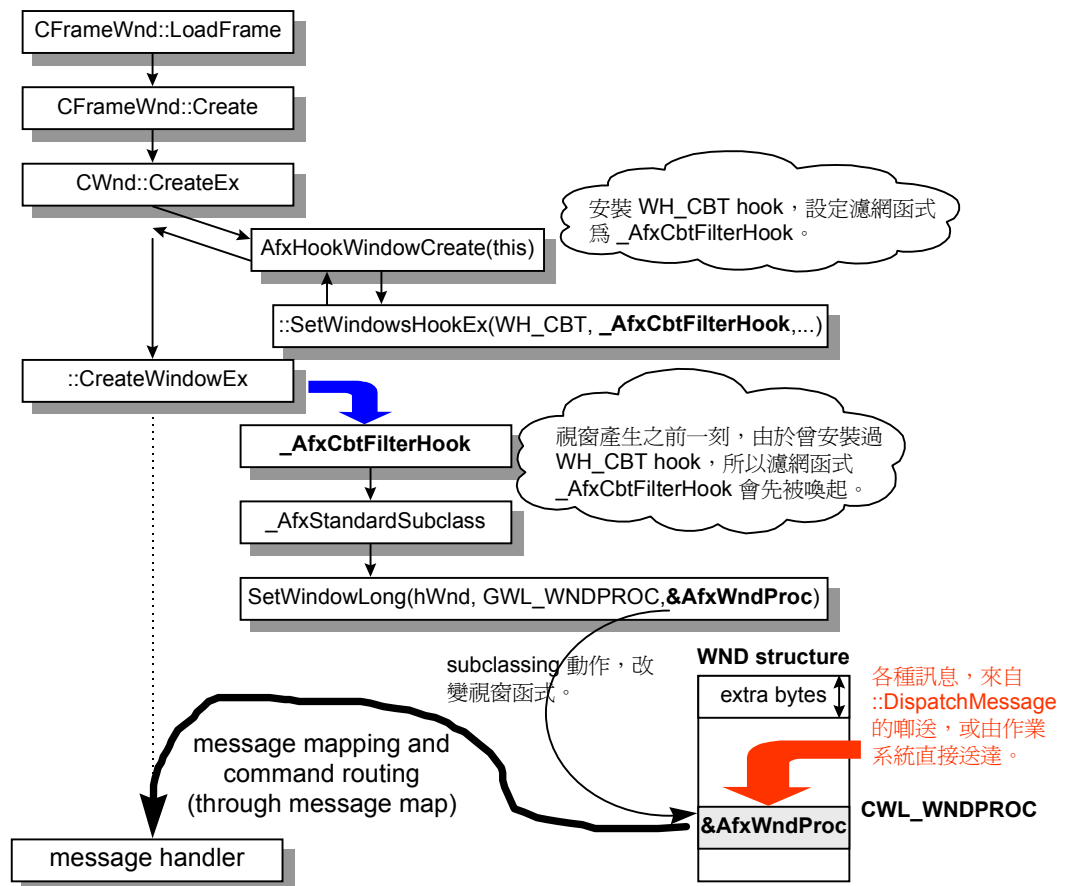 CFrameWnd::LoadFrame
CFrameWnd::Create
CWnd::CreateEx
安裝 WH_CBT hook，設定濾網函式
爲 _AfxCbtFilterHook。
AfxHookWindowCreate(this)
::SetWindowsHookEx(WH_CBT, _AfxCbtFilterHook,...)
::CreateWindowEx
視窗產生之前一刻，由於曾安裝過
WH_CBT hook，所以濾網函式
_AfxCbtFilterHook 會先被喚起。
_AfxCbtFilterHook
_AfxStandardSubclass
SetWindowLong(hWnd, GWL_WNDPROC,&AfxWndProc)
subclassing 動作，改
變視窗函式。
WND structure
extra bytes
各種訊息，來自
::DispatchMessage
的唧送，或由作業
系統直接送達。
message mapping and
command routing
(through message map)
&AfxWndProc
CWL_WNDPROC
message handler